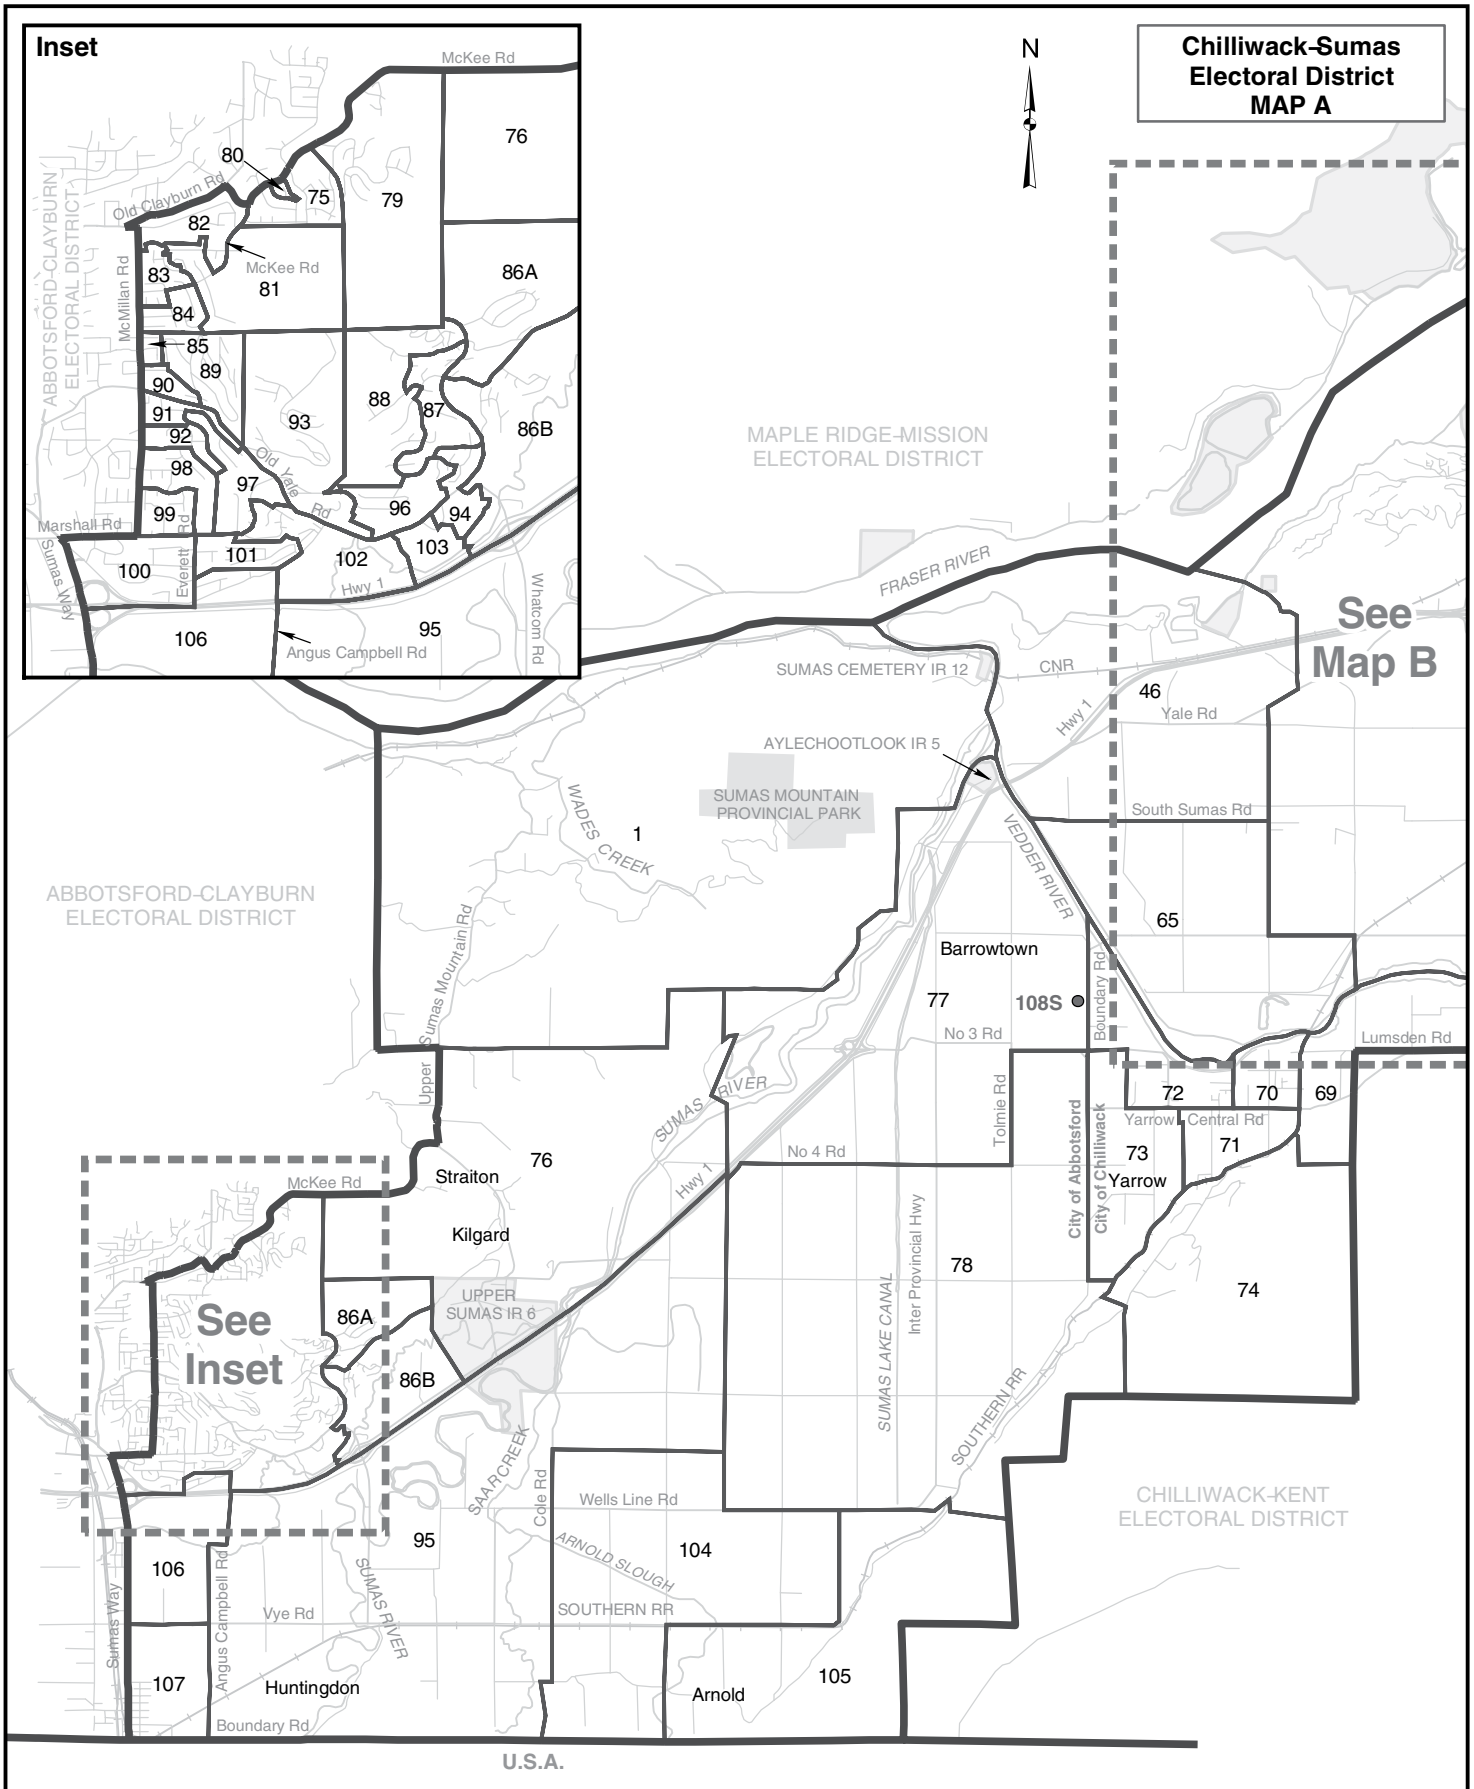 Inset
McKee Rd
76
80
75
79
Old Clayburn Rd
82
ABBOTSFORD-CLAYBURN
ELECTORAL DISTRICT
McMillan Rd
McKee Rd
83
81
86A
84
85
89
90
88
87
91
93
86B
92
Old Yale Rd
98
97
96
99
94
Marshall Rd
Everett Rd
101
102
103
100
Sumas Way
Hwy 1
Whatcom Rd
106
95
Angus Campbell Rd
N
Chilliwack-Sumas
Electoral District
MAP A
MAPLE RIDGE-MISSION
ELECTORAL DISTRICT
FRASER RIVER
See
Map B
SUMAS CEMETERY IR 12
CNR
46
Hwy 1
Yale Rd
AYLECHOOTLOOK IR 5
WADES CREEK
SUMAS MOUNTAIN
PROVINCIAL PARK
1
South Sumas Rd
VEDDER RIVER
ABBOTSFORD-CLAYBURN
ELECTORAL DISTRICT
65
Upper Sumas Mountain Rd
Barrowtown
77
108S
Boundary Rd
No 3 Rd
Lumsden Rd
SUMAS RIVER
Tolmie Rd
City of Abbotsford
City of Chilliwack
72
70
69
Yarrow Central Rd
No 4 Rd
73
71
76
Straiton
McKee Rd
Yarrow
Hwy 1
Kilgard
Inter Provincial Hwy
78
74
See
Inset
86A
UPPER
SUMAS IR 6
SUMAS LAKE CANAL
86B
SOUTHERN RR
SAAR CREEK
Cole Rd
Wells Line Rd
CHILLIWACK-KENT
ELECTORAL DISTRICT
95
ARNOLD SLOUGH
104
106
SUMAS RIVER
Sumas Way
Angus Campbell Rd
Vye Rd
SOUTHERN RR
107
Huntingdon
105
Arnold
Boundary Rd
U.S.A.